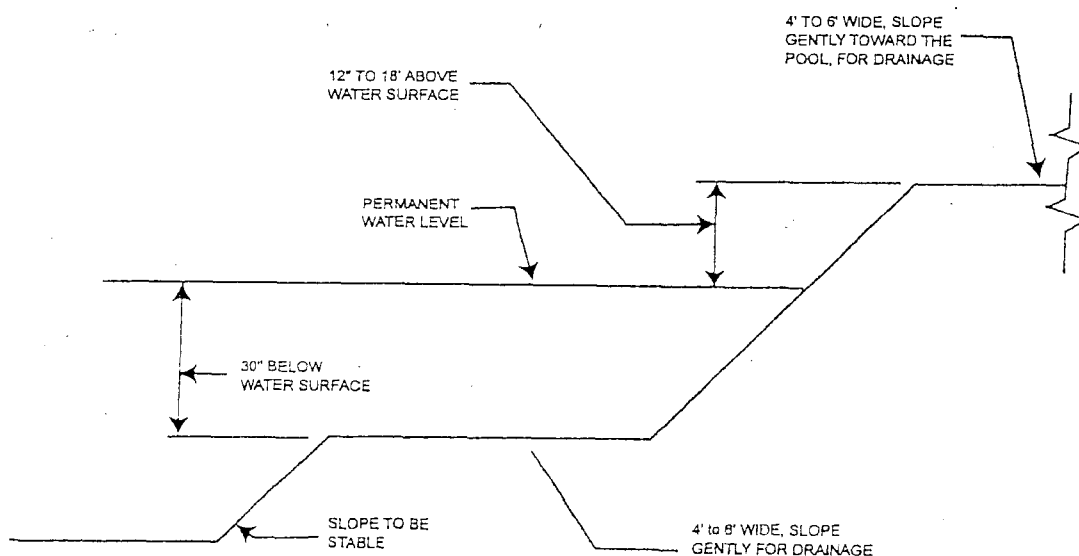 4' TO 6' WIDE, SLOPE
GENTLY TOWARD THE
POOL, FOR DRAINAGE
12" TO 18' ABOVE
WATER SURFACE
PERMANENT
WATER LEVEL
30" BELOW
WATER SURFACE
SLOPE TO BE
STABLE
4' to 6' WIDE, SLOPE
GENTLY FOR DRAINAGE